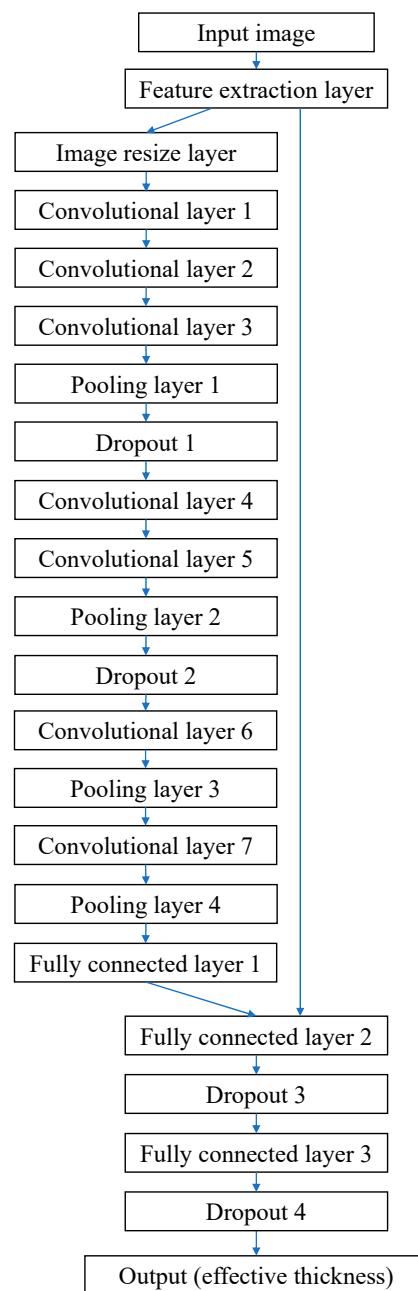 Input image
Feature extraction layer
Image resize layer
Convolutional layer 1
Convolutional layer 2
Convolutional layer 3
Pooling layer 1
Dropout 1
Convolutional layer 4
Convolutional layer 5
Pooling layer 2
Dropout 2
Convolutional layer 6
Pooling layer 3
Convolutional layer 7
Pooling layer 4
Fully connected layer 1
Fully connected layer 2
Dropout 3
Fully connected layer 3
Dropout 4
Output (effective thickness)